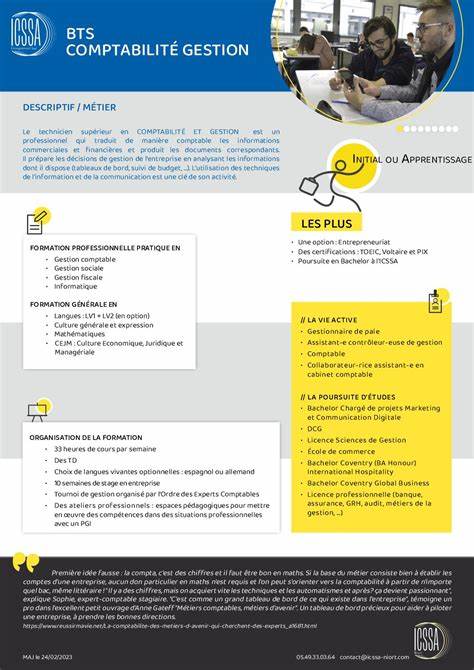 ICSSA
BTS
COMPTABILITÉ GESTION
DESCRIPTIF / MÉTIER
Le technicien supérieur en COMPTABILITÉ ET GESTION est un
professionnel qui traduit de manière comptable les informations
commerciales et financières et produit les documents correspondants.
Il prépare les décisions de gestion de l'entreprise en analysant les informations
dont il dispose (tableaux de bord, suivi de budget, ...). L'utilisation des techniques
de l'information et de la communication est une clé de son activité.
INITIAL OU APPRENTISSAGE
LES PLUS
• Une option : Entrepreneuriat
• Des certifications : TOEIC, Voltaire et PIX
• Poursuite en Bachelor à l'ICSSA
FORMATION PROFESSIONNELLE PRATIQUE EN
• Gestion comptable
• Gestion sociale
• Gestion fiscale
• Informatique
FORMATION GÉNÉRALE EN
• Langues : LV1 + LV2 (en option)
• Culture générale et expression
• Mathématiques
• CEJM : Culture Economique, Juridique et
Managériale
// LA VIE ACTIVE
• Gestionnaire de paie
• Assistant-e contrôleur-euse de gestion
• Comptable
• Collaborateur-rice assistant-e en
cabinet comptable
// LA POURSUITE D'ÉTUDES
• Bachelor Chargé de projets Marketing
et Communication Digitale
• DCG
• Licence Sciences de Gestion
• École de commerce
• Bachelor Coventry (BA Honour)
International Hospitality
• Bachelor Coventry Global Business
• Licence professionnelle (banque,
assurance, GRH, audit, métiers de la
gestion, ...)
ORGANISATION DE LA FORMATION
• 33 heures de cours par semaine
• Des TD
• Choix de langues vivantes optionnelles : espagnol ou allemand
• 10 semaines de stage en entreprise
• Tournoi de gestion organisé par l'Ordre des Experts Comptables
• Des ateliers professionnels : espaces pédagogiques pour mettre
en œuvre des compétences dans des situations professionnelles
avec un PGI
Première idée fausse : la compta, c'est des chiffres et il faut être bon en maths. Si la base du métier consiste bien à établir les
comptes d'une entreprise, aucun don particulier en maths n'est requis et l'on peut s'orienter vers la comptabilité à partir de n'importe
quel bac, même littéraire ! "Il y a des chiffres, mais on acquiert vite les techniques et les automatismes et après? ça devient passionnant",
explique Sophie, expert-comptable stagiaire. "C'est comme un grand tableau de bord de ce qui existe dans l'entreprise", témoigne un
pro dans l'excellent petit ouvrage d'Anne Gateff "Métiers comptables, métiers d'avenir". Un tableau de bord précieux pour aider à piloter
une entreprise, à prendre les bonnes décisions.
https://www.reussirmavie.net/La-comptabilite-des-metiers-d-avenir-qui-cherchent-des-experts_a1681.html
MAJ le 24/02/2023
05.49.33.03.64 contact@icssa-niort.com
ICSSA